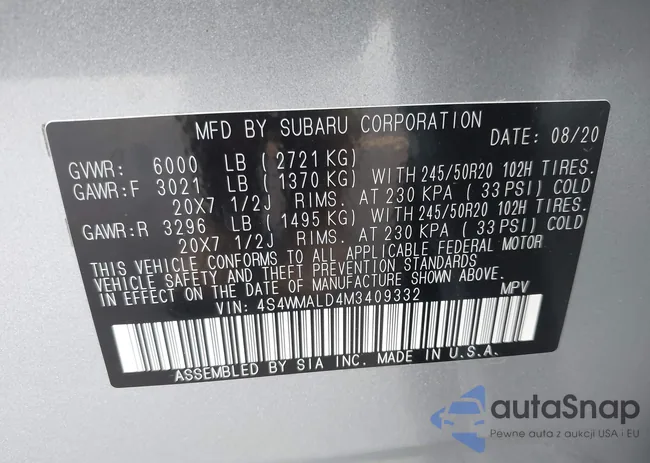 MFD BY SUBARU CORPORATION
DATE: 08/20
GVWR: 6000 LB ( 2721 KG)
GAWR:F 3021 LB ( 1370 KG) WITH 245/50R20 102H TIRES.
20X7 1/2J RIMS. AT 230 KPA ( 33 PSI) COLD
GAWR:R 3296 LB ( 1495 KG) WITH 245/50R20 102H TIRES.
20X7 1/2J RIMS. AT 230 KPA ( 33 PSI) COLD
THIS VEHICLE CONFORMS TO ALL APPLICABLE FEDERAL MOTOR
VEHICLE SAFETY AND THEFT PREVENTION STANDARDS
IN EFFECT ON THE DATE OF MANUFACTURE SHOWN ABOVE.
VIN: 4S4WMALD4M3409332 MPV
ASSEMBLED BY SIA INC. MADE IN U.S.A.
autaSnap
Pewne auta z aukcji USA i EU